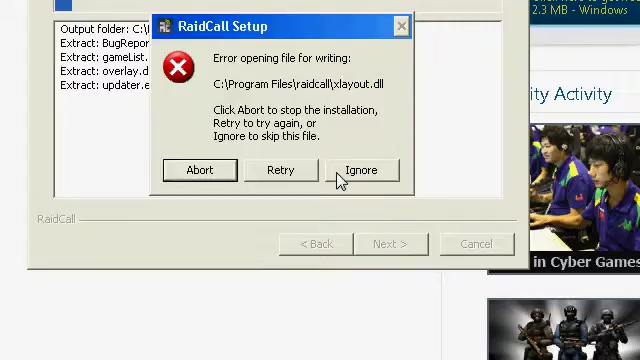 2.3 MB - Windows
RaidCall Setup
Output folder: C:\
Extract: BugRepor
Extract: gameList.
Extract: overlay.d
Extract: updater.e
Error opening file for writing:
C:\Program Files\raidcall\xlayout.dll
Click Abort to stop the installation,
Retry to try again, or
Ignore to skip this file.
Abort
Retry
Ignore
ity Activity
RaidCall
< Back
Next >
Cancel
in Cyber Games